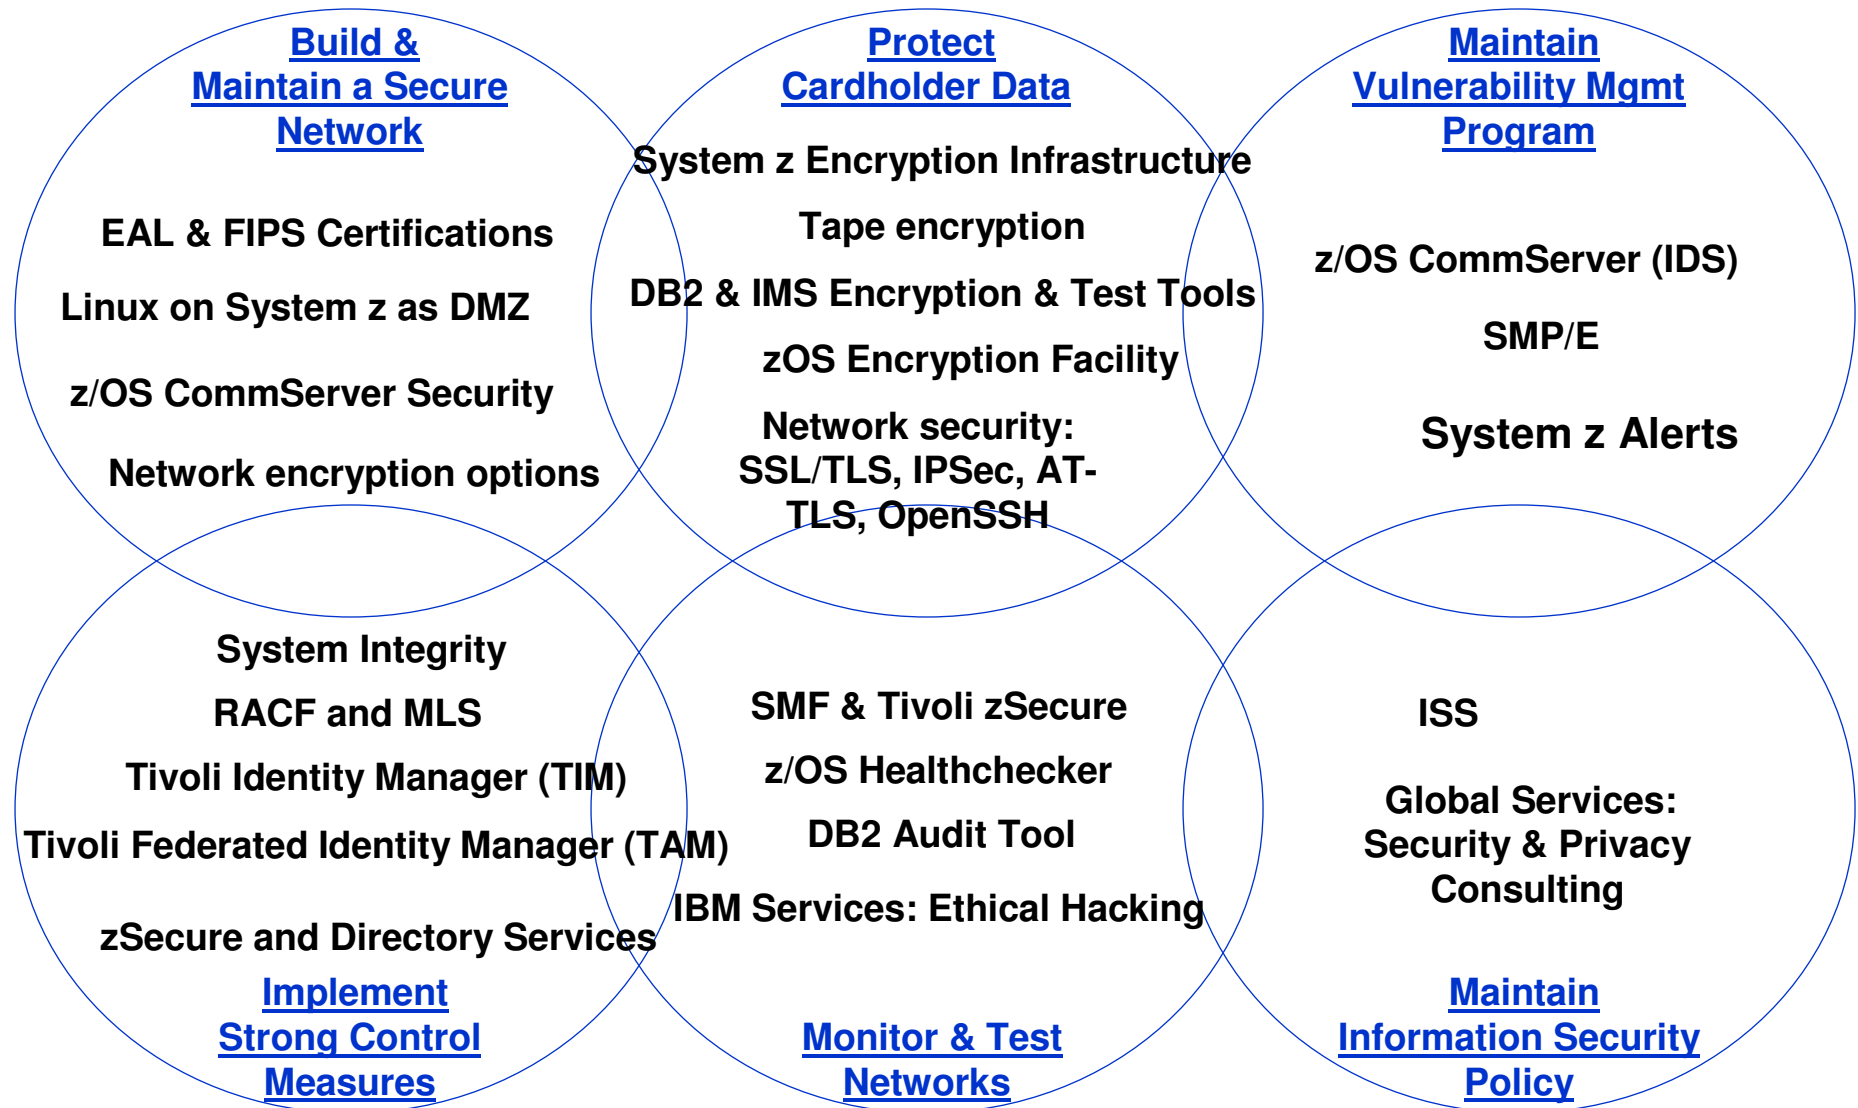 Build &
Maintain a Secure
Network
EAL & FIPS Certifications
Linux on System z as DMZ
z/OS CommServer Security
Network encryption options
Protect
Cardholder Data
System z Encryption Infrastructure
Tape encryption
DB2 & IMS Encryption & Test Tools
zOS Encryption Facility
Network security:
SSL/TLS, IPSec, AT-
TLS, OpenSSH
Maintain
Vulnerability Mgmt
Program
z/OS CommServer (IDS)
SMP/E
System z Alerts
System Integrity
RACF and MLS
Tivoli Identity Manager (TIM)
Tivoli Federated Identity Manager (TAM)
zSecure and Directory Services
Implement
Strong Control
Measures
SMF & Tivoli zSecure
z/OS Healthchecker
DB2 Audit Tool
IBM Services: Ethical Hacking
Monitor & Test
Networks
ISS
Global Services:
Security & Privacy
Consulting
Maintain
Information Security
Policy